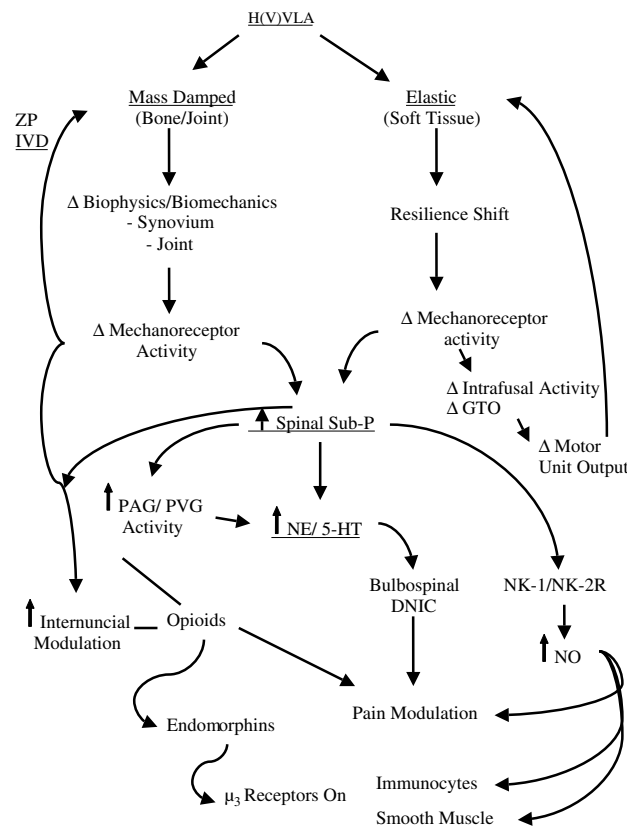 H(V)VLA
Mass Damped
(Bone/Joint)
Elastic
(Soft Tissue)
ZP
IVD
Δ Biophysics/Biomechanics
- Synovium
- Joint
Resilience Shift
Δ Mechanoreceptor
Activity
Δ Mechanoreceptor
activity
Δ Intrafusal Activity
Δ GTO
Spinal Sub-P
Δ Motor
Unit Output
PAG/ PVG
Activity
NE/ 5-HT
Bulbospinal
DNIC
NK-1/NK-2R
Internuncial
Modulation
Opioids
NO
Pain Modulation
Endomorphins
μ3 Receptors On
Immunocytes
Smooth Muscle